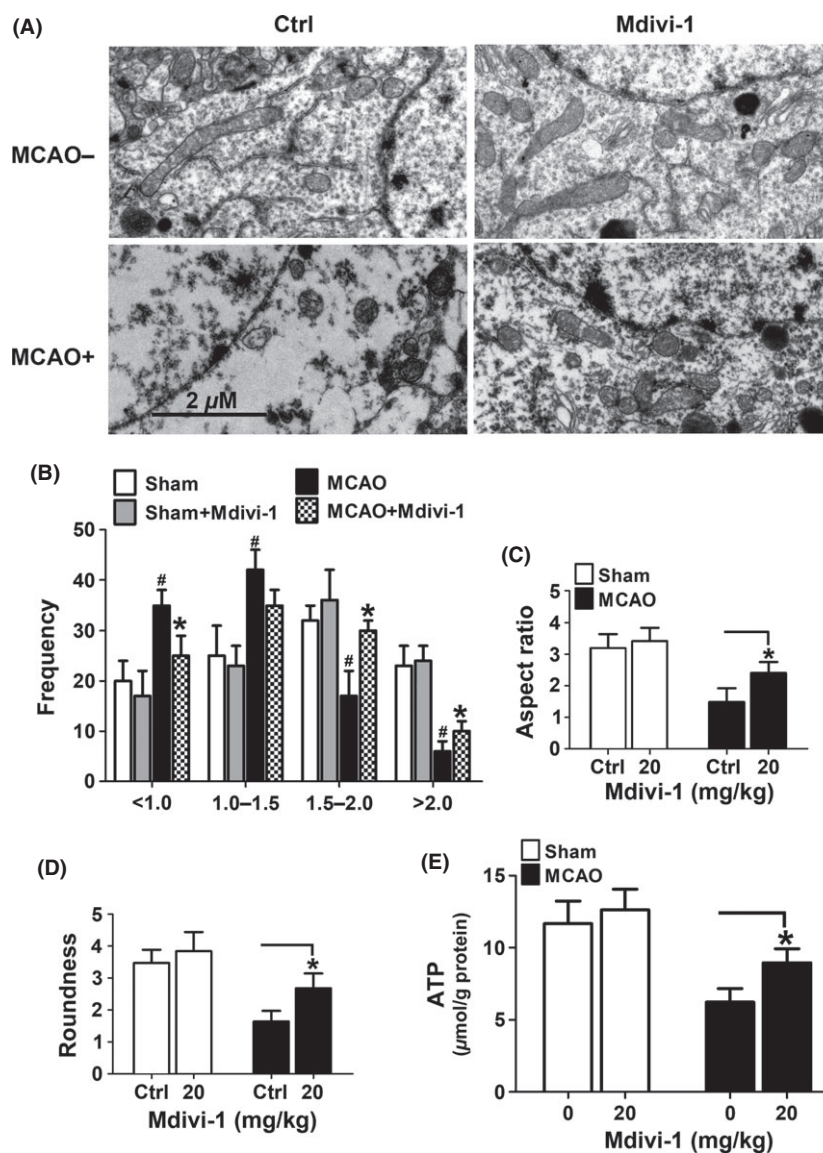 (A)
Ctrl Mdivi-1
MCAO–
MCAO+
2 µM
(B)
Sham MCAO
Sham+Mdivi-1 MCAO+Mdivi-1
Frequency
50
40
30
20
10
0
# # # #
* * *
<1.0 1.0–1.5 1.5–2.0 >2.0
(C)
Sham
MCAO
Aspect ratio
5
4
3
2
1
0
*
Ctrl 20 Ctrl 20
Mdivi-1 (mg/kg)
(D)
Roundness
5
4
3
2
1
0
*
Ctrl 20 Ctrl 20
Mdivi-1 (mg/kg)
(E)
Sham
MCAO
ATP
(µmol/g protein)
15
10
5
0
*
0 20 0 20
Mdivi-1 (mg/kg)